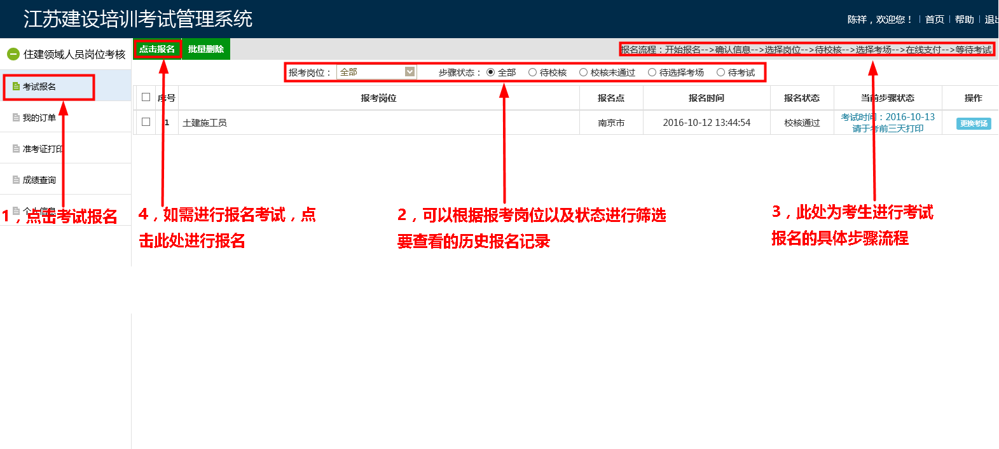 江苏建设培训考试管理系统
陈祥，欢迎您！ 首页 帮助
住建领域人员岗位考核
点击报名 批量删除
报名流程：开始报名-->确认信息-->选择岗位-->待校核-->选择考场-->在线支付-->等待考试
报考岗位： 全部 步骤状态： 全部 待校核 校核未通过 待选择考场 待考试
考试报名
序号 报考岗位 报名点 报名时间 报名状态 当前步骤状态 操作
1 土建施工员 南京市 2016-10-12 13:44:54 校核通过 考试时间：2016-10-13
请于考前三天打印
更换考场
我的订单
准考证打印
成绩查询
个人信息
1，点击考试报名
4，如需进行报名考试，点
击此处进行报名
2，可以根据报考岗位以及状态进行筛选
要查看的历史报名记录
3，此处为考生进行考试
报名的具体步骤流程